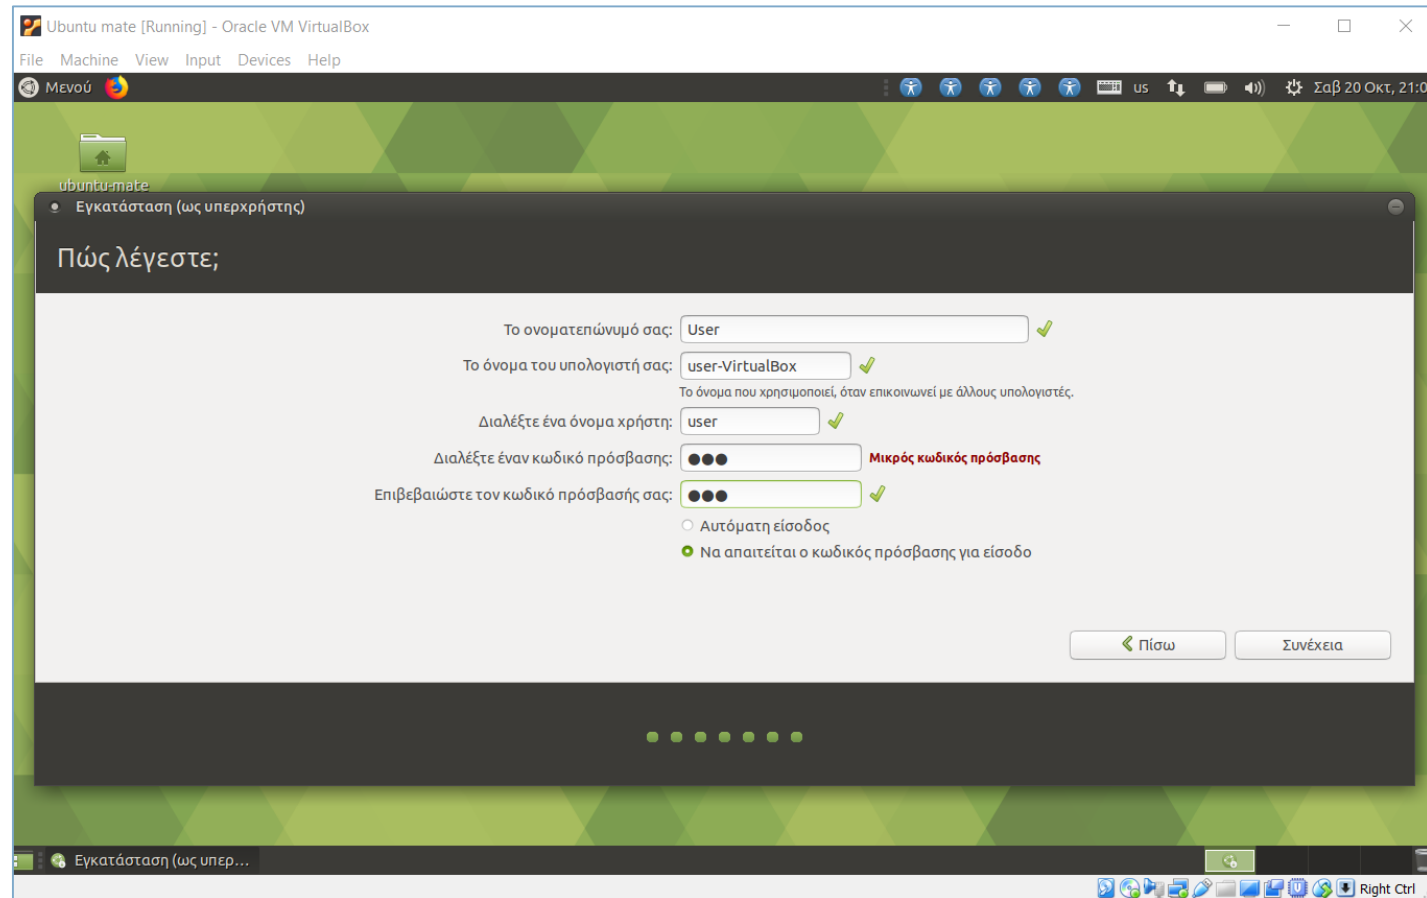 Ubuntu mate [Running] - Oracle VM VirtualBox
File Machine View Input Devices Help
Μενού us Σαβ 20 Οκτ, 21:0
ubuntu-mate
Εγκατάσταση (ως υπερχρήστης)
Πώς λέγεστε;
Το ονοματεπώνυμό σας: User
Το όνομα του υπολογιστή σας: user-VirtualBox
Το όνομα που χρησιμοποιεί, όταν επικοινωνεί με άλλους υπολογιστές.
Διαλέξτε ένα όνομα χρήστη: user
Διαλέξτε έναν κωδικό πρόσβασης: ●●● Μικρός κωδικός πρόσβασης
Επιβεβαιώστε τον κωδικό πρόσβασής σας: ●●●
Αυτόματη είσοδος
Να απαιτείται ο κωδικός πρόσβασης για είσοδο
Πίσω Συνέχεια
Εγκατάσταση (ως υπερ...
Right Ctrl